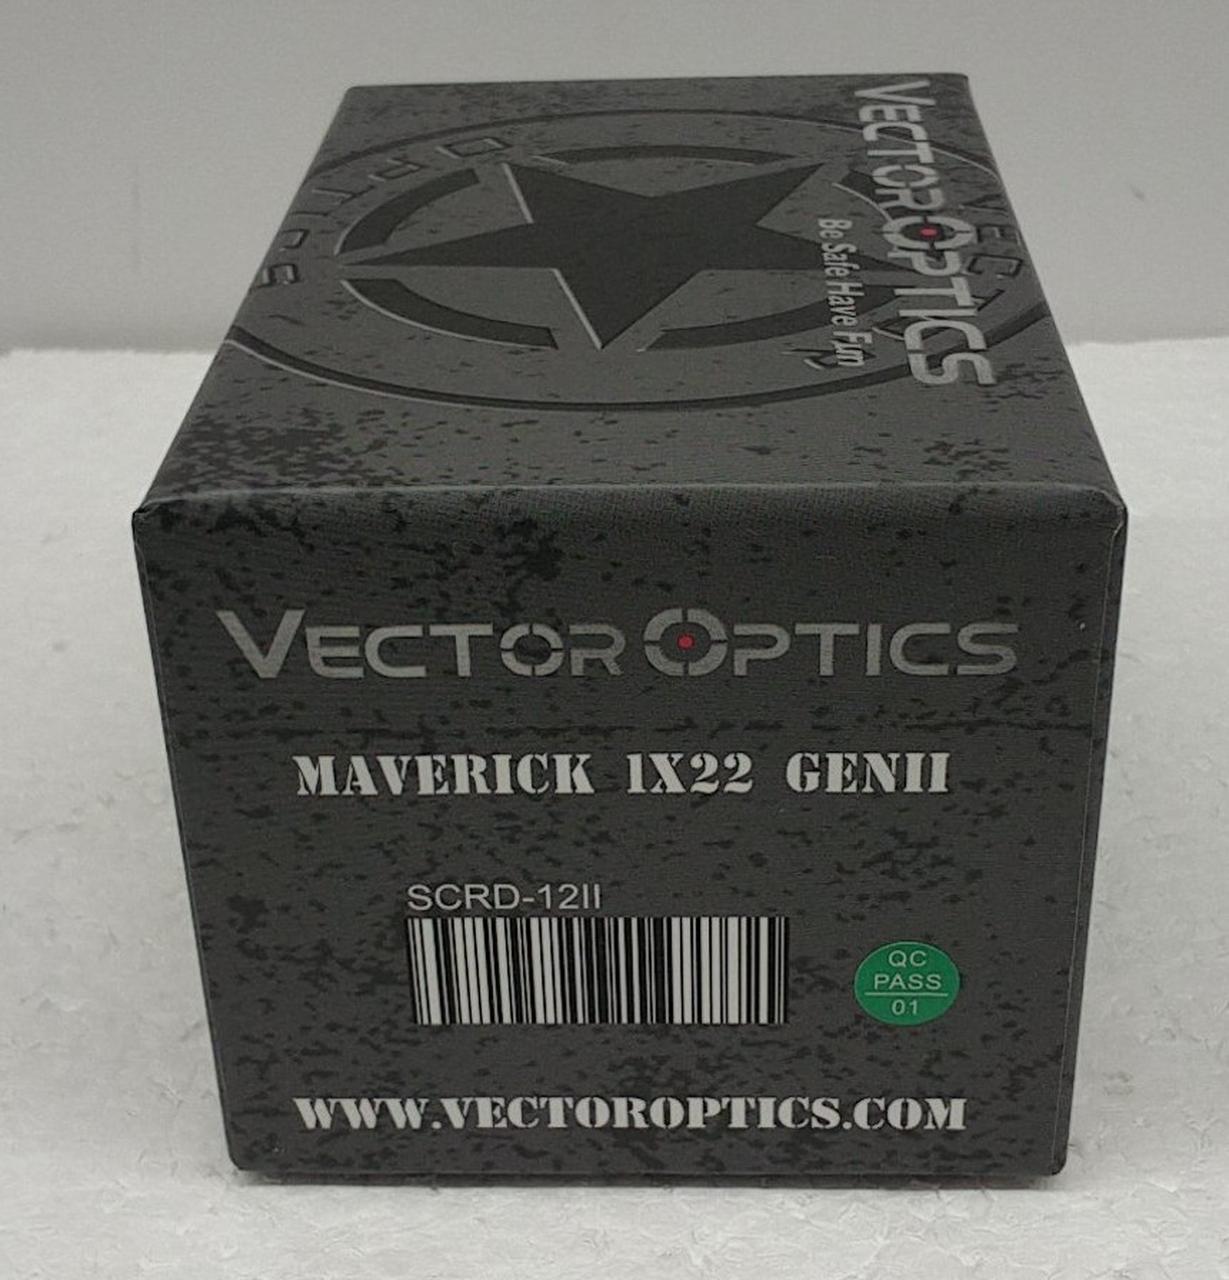 VECTOR OPTICS
Be Safe Have Fun
OPTICS
VECTOR OPTICS
MAVERICK 1X22 GENII
SCRD-12II
QC
PASS
01
WWW.VECTOROPTICS.COM